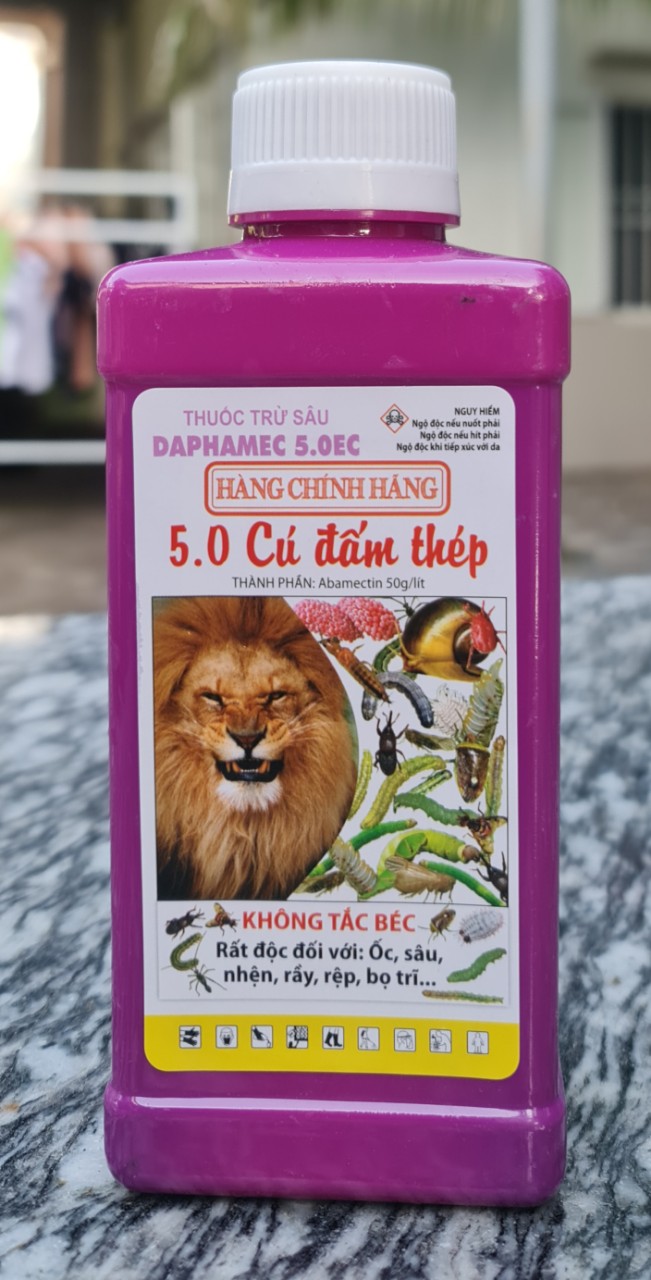 THUỐC TRỪ SÂU
DAPHAMEC 5.0EC
NGUY HIỂM
Ngộ độc nếu nuốt phải
Ngộ độc nếu hít phải
Ngộ độc khi tiếp xúc với da
HÀNG CHÍNH HÃNG
5.0 Cú đấm thép
THÀNH PHẦN: Abamectin 50g/lít
KHÔNG TẮC BÉC
Rất độc đối với: Ốc, sâu,
nhện, rầy, rệp, bọ trĩ...